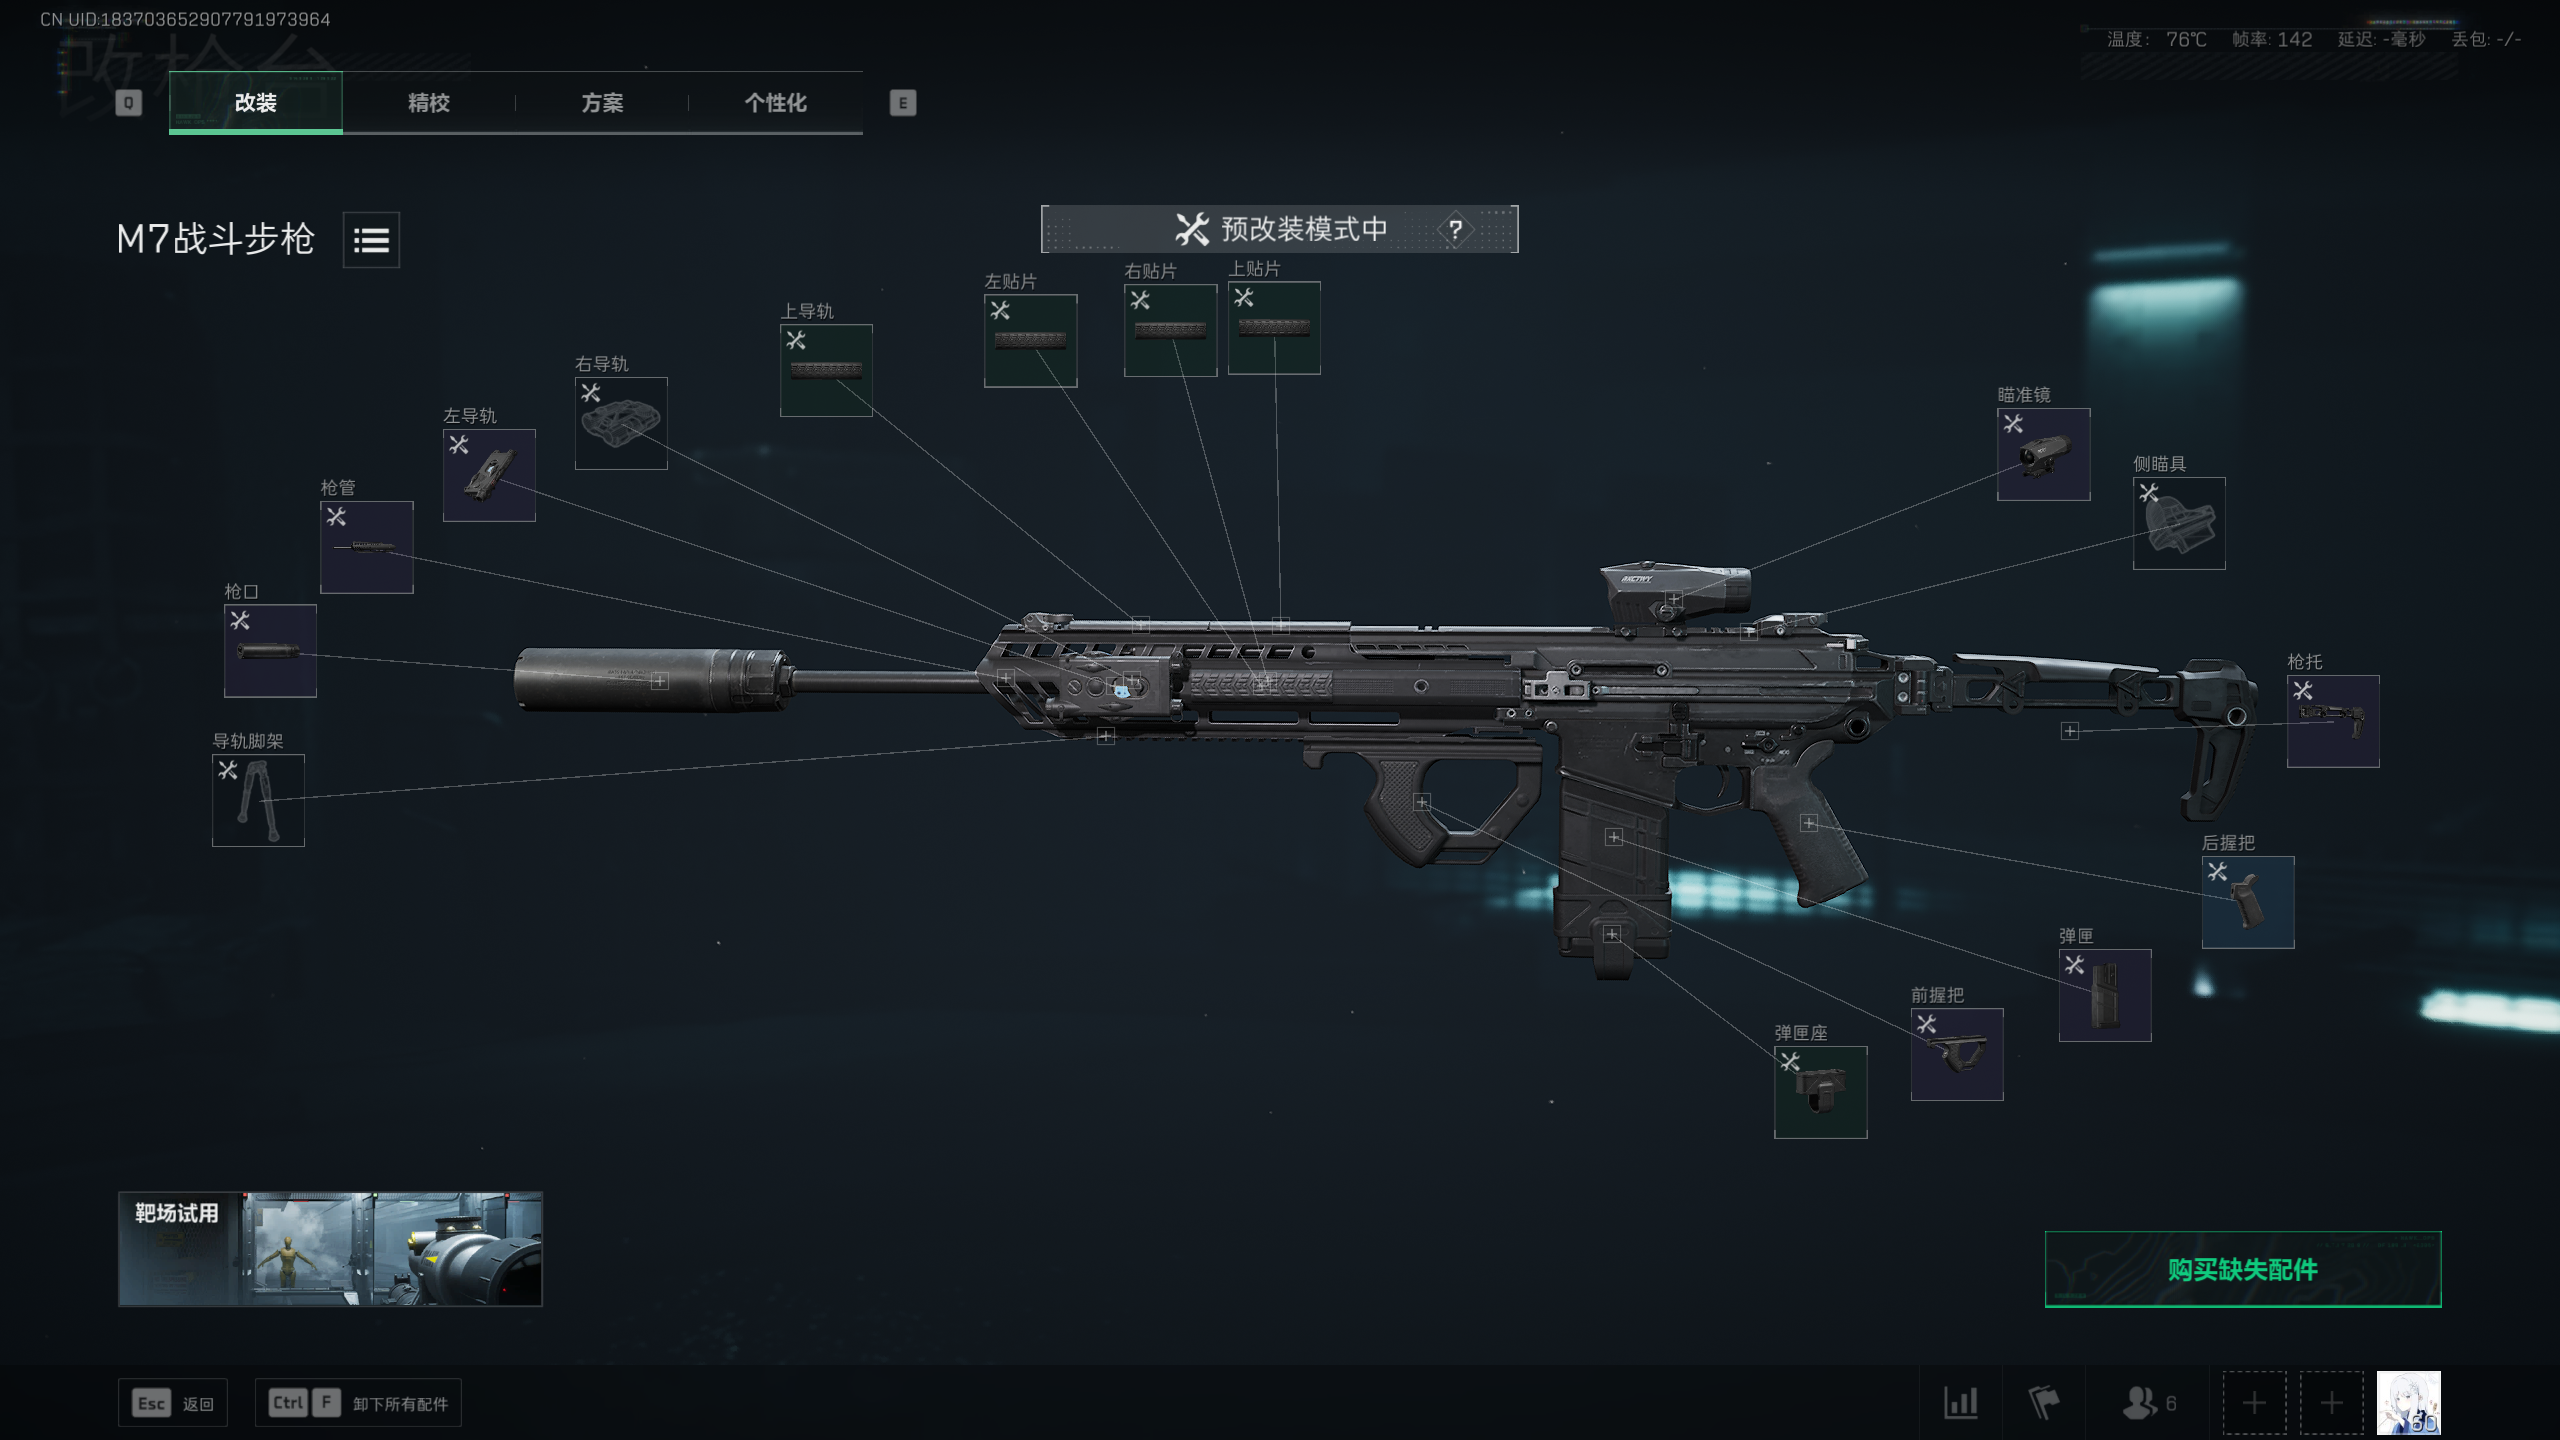 CN UID:183703652907791973964
温度: 76℃ 帧率: 142 延迟: -毫秒 丢包: -/-
改枪台
Q 改装 精校 方案 个性化 E
M7战斗步枪
预改装模式中 ?
左贴片
右贴片
上贴片
上导轨
右导轨
左导轨
枪管
枪口
导轨脚架
瞄准镜
侧瞄具
枪托
后握把
弹匣
前握把
弹匣座
靶场试用
购买缺失配件
Esc 返回
Ctrl F 卸下所有配件
6
60